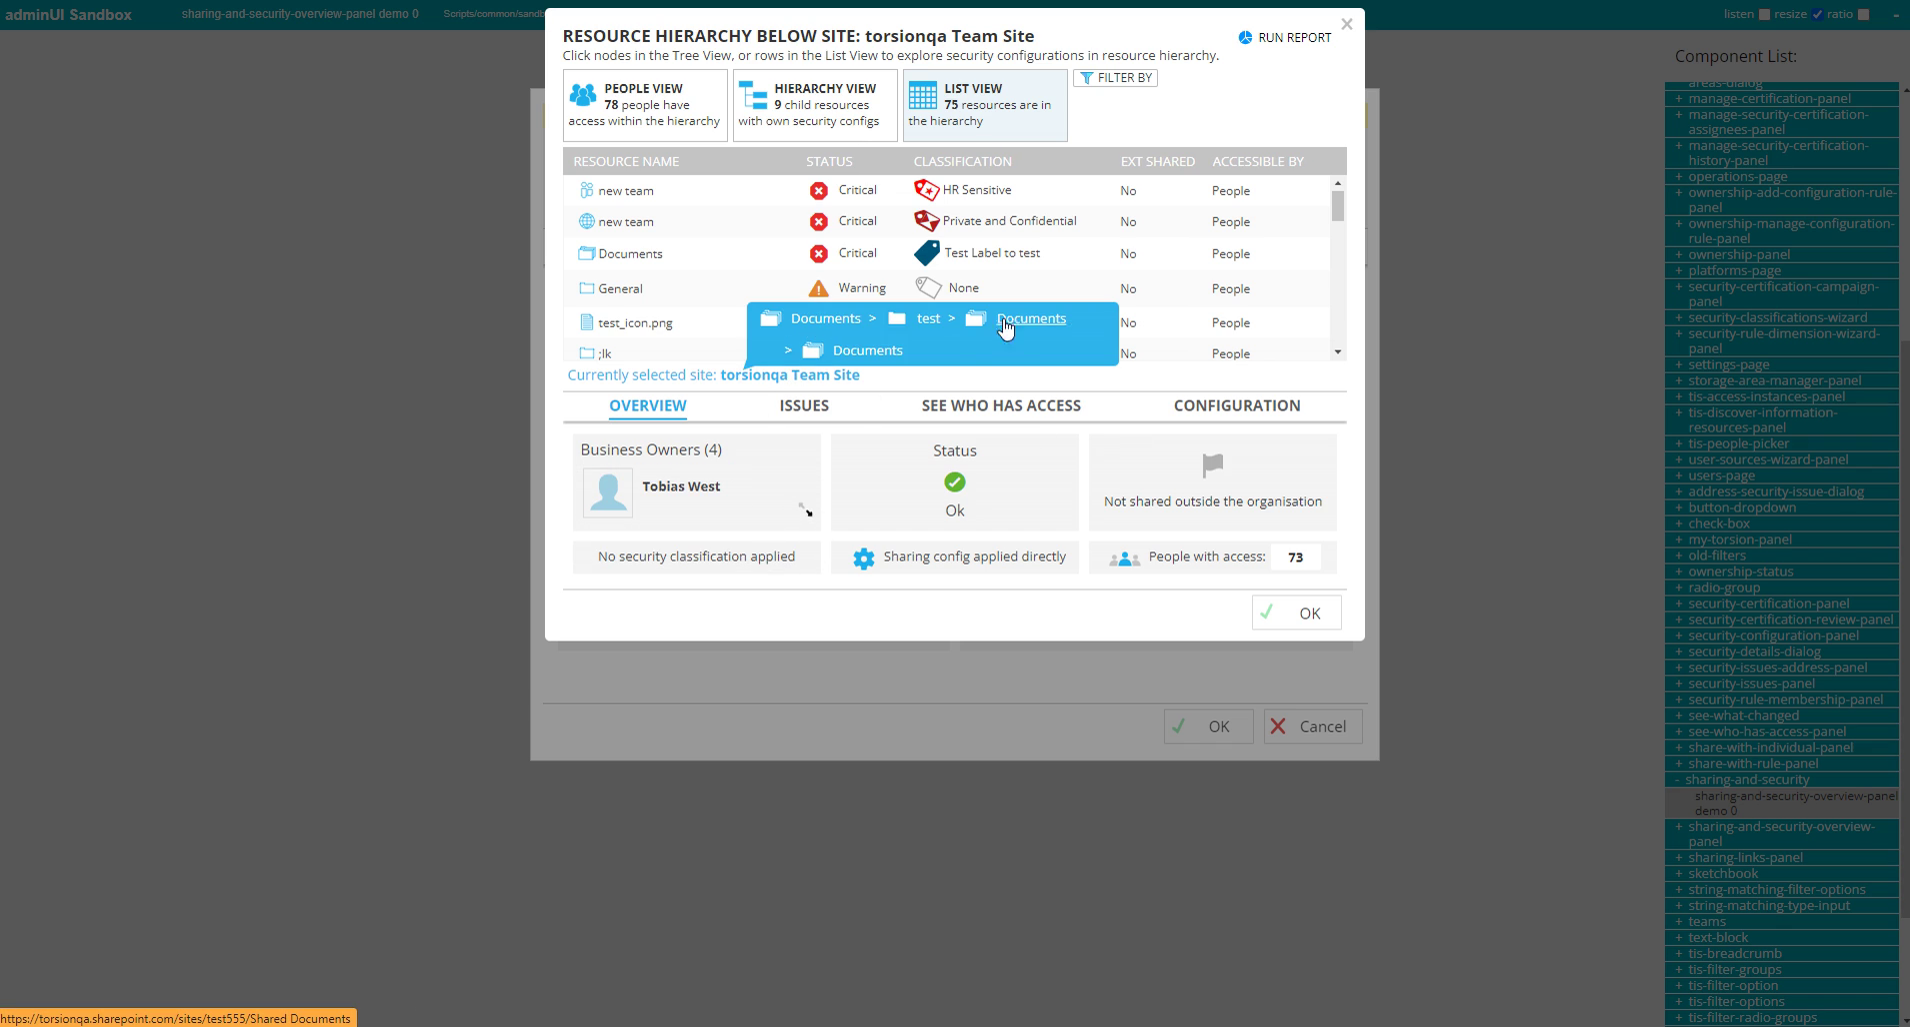 adminUI Sandbox
sharing-and-security-overview-panel demo 0
Scripts/common/sandb
listen resize ratio
RESOURCE HIERARCHY BELOW SITE: torsionqa Team Site
Click nodes in the Tree View, or rows in the List View to explore security configurations in resource hierarchy.
RUN REPORT
PEOPLE VIEW
78 people have
access within the hierarchy
HIERARCHY VIEW
9 child resources
with own security configs
LIST VIEW
75 resources are in
the hierarchy
FILTER BY
RESOURCE NAME STATUS CLASSIFICATION EXT SHARED ACCESSIBLE BY
new team Critical HR Sensitive No People
new team Critical Private and Confidential No People
Documents Critical Test Label to test No People
General Warning None No People
test_icon.png No People
;lk No People
Documents > test > Documents
> Documents
Currently selected site: torsionqa Team Site
OVERVIEW ISSUES SEE WHO HAS ACCESS CONFIGURATION
Business Owners (4)
Tobias West
Status
Ok
Not shared outside the organisation
No security classification applied
Sharing config applied directly
People with access: 73
OK
OK Cancel
Component List:
areas-dialog
+ manage-certification-panel
+ manage-security-certification-
assignees-panel
+ manage-security-certification-
history-panel
+ operations-page
+ ownership-add-configuration-rule-
panel
+ ownership-manage-configuration-
rule-panel
+ ownership-panel
+ platforms-page
+ security-certification-campaign-
panel
+ security-classifications-wizard
+ security-rule-dimension-wizard-
panel
+ settings-page
+ storage-area-manager-panel
+ tis-access-instances-panel
+ tis-discover-information-
resources-panel
+ tis-people-picker
+ user-sources-wizard-panel
+ users-page
+ address-security-issue-dialog
+ button-dropdown
+ check-box
+ my-torsion-panel
+ old-filters
+ ownership-status
+ radio-group
+ security-certification-panel
+ security-certification-review-panel
+ security-configuration-panel
+ security-details-dialog
+ security-issues-address-panel
+ security-issues-panel
+ security-rule-membership-panel
+ see-what-changed
+ see-who-has-access-panel
+ share-with-individual-panel
+ share-with-rule-panel
- sharing-and-security
sharing-and-security-overview-panel
demo 0
+ sharing-and-security-overview-
panel
+ sharing-links-panel
+ sketchbook
+ string-matching-filter-options
+ string-matching-type-input
+ teams
+ text-block
+ tis-breadcrumb
+ tis-filter-groups
+ tis-filter-option
+ tis-filter-options
+ tis-filter-radio-groups
https://torsionqa.sharepoint.com/sites/test555/Shared Documents